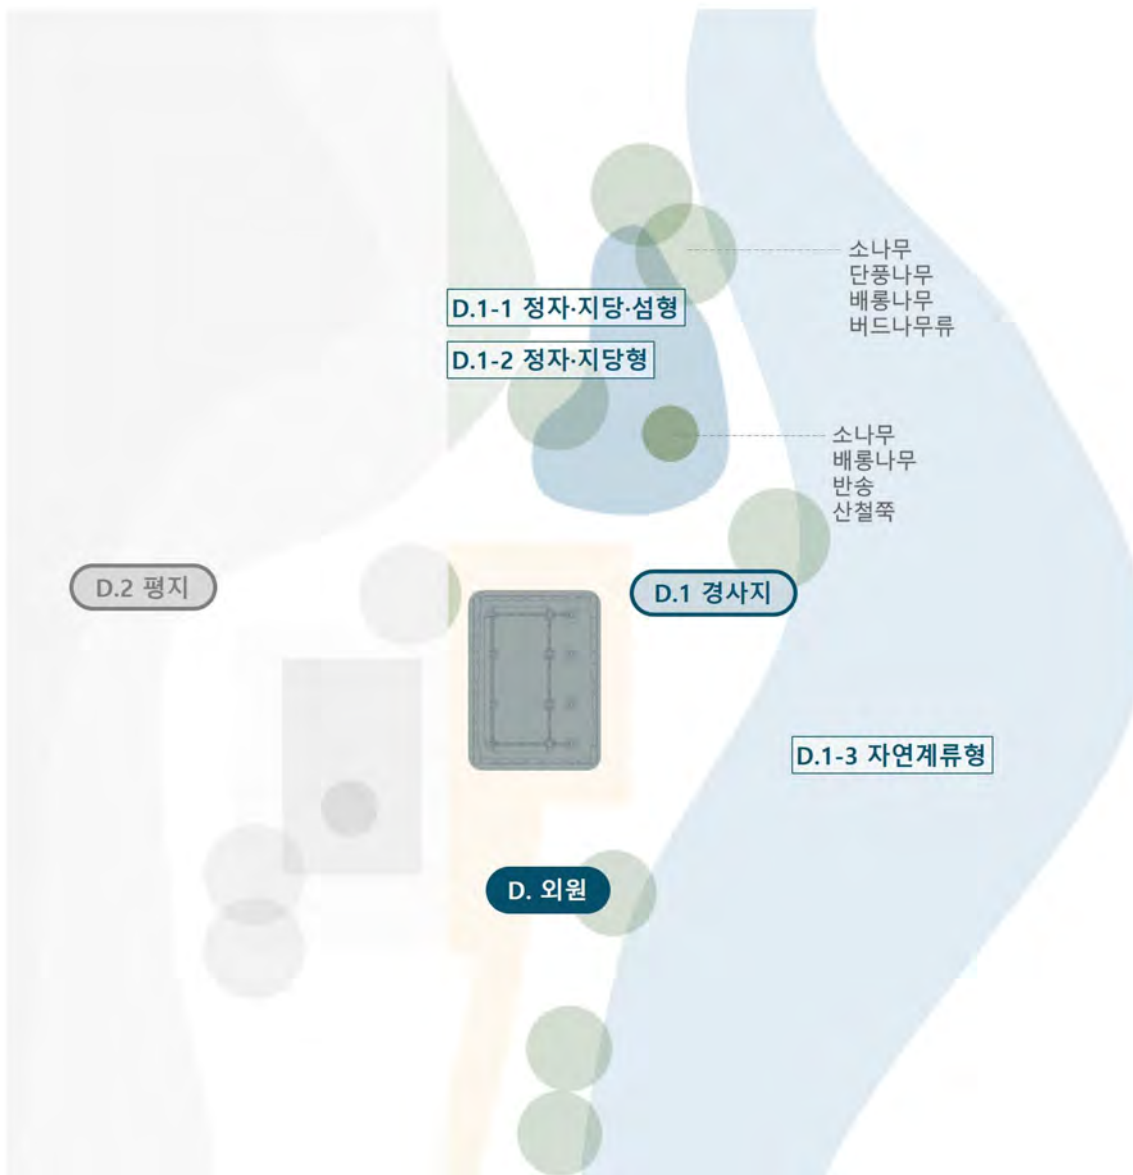 소나무
단풍나무
배롱나무
버드나무류
D.1-1 정자·지당·섬형
D.1-2 정자·지당형
소나무
배롱나무
반송
산철쭉
D.2 평지
D.1 경사지
D.1-3 자연계류형
D. 외원